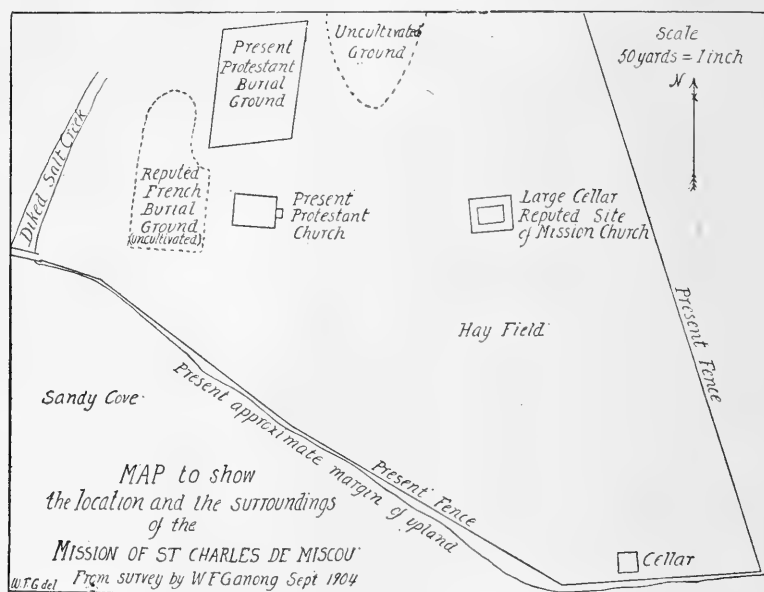 Uncultivated
Ground
Scale
50 yards = 1 inch
N
Present
Protestant
Burial
Ground
Diked Salt Creek
Reputed
French
Burial
Ground
(uncultivated)
Present
Protestant
Church
Large Cellar
Reputed Site
of Mission Church
Present Fence
Hay Field
Sandy Cove
Present approximate margin of upland
Present Fence
MAP to show
the location and the surroundings
of the
MISSION OF ST CHARLES DE MISCOU
From survey by W F Ganong Sept 1904
W.F.G del
Cellar